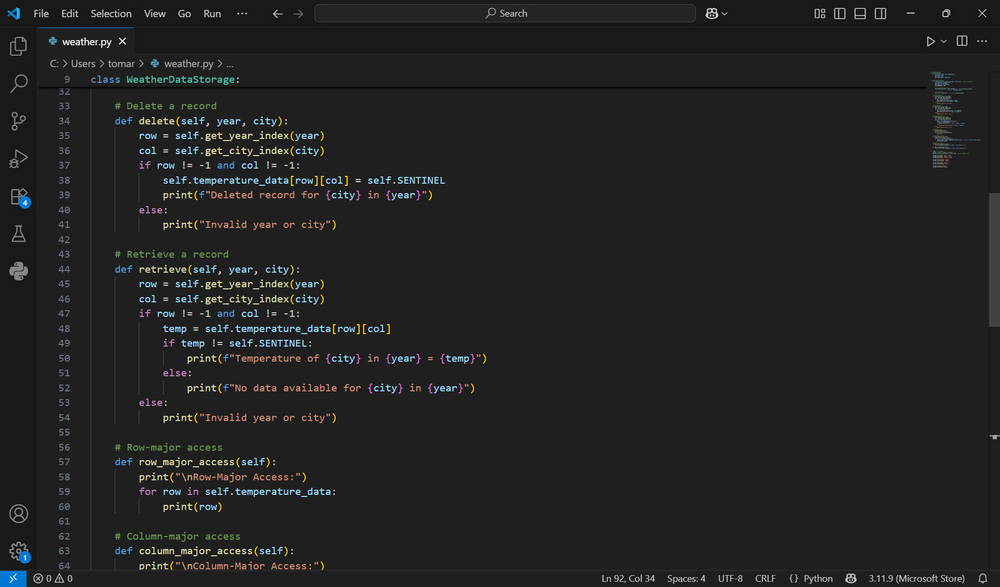 File Edit Selection View Go Run ··· Search
weather.py
C: > Users > tomar > weather.py > ...
9 class WeatherDataStorage:
32
33 # Delete a record
34 def delete(self, year, city):
35 row = self.get_year_index(year)
36 col = self.get_city_index(city)
37 if row != -1 and col != -1:
38 self.temperature_data[row][col] = self.SENTINEL
39 print(f"Deleted record for {city} in {year}")
40 else:
41 print("Invalid year or city")
42
43 # Retrieve a record
44 def retrieve(self, year, city):
45 row = self.get_year_index(year)
46 col = self.get_city_index(city)
47 if row != -1 and col != -1:
48 temp = self.temperature_data[row][col]
49 if temp != self.SENTINEL:
50 print(f"Temperature of {city} in {year} = {temp}")
51 else:
52 print(f"No data available for {city} in {year}")
53 else:
54 print("Invalid year or city")
55
56 # Row-major access
57 def row_major_access(self):
58 print("\nRow-Major Access:")
59 for row in self.temperature_data:
60 print(row)
61
62 # Column-major access
63 def column_major_access(self):
64 print("\nColumn-Major Access:")
4
1
0 0 Ln 92, Col 34 Spaces: 4 UTF-8 CRLF {} Python 3.11.9 (Microsoft Store)